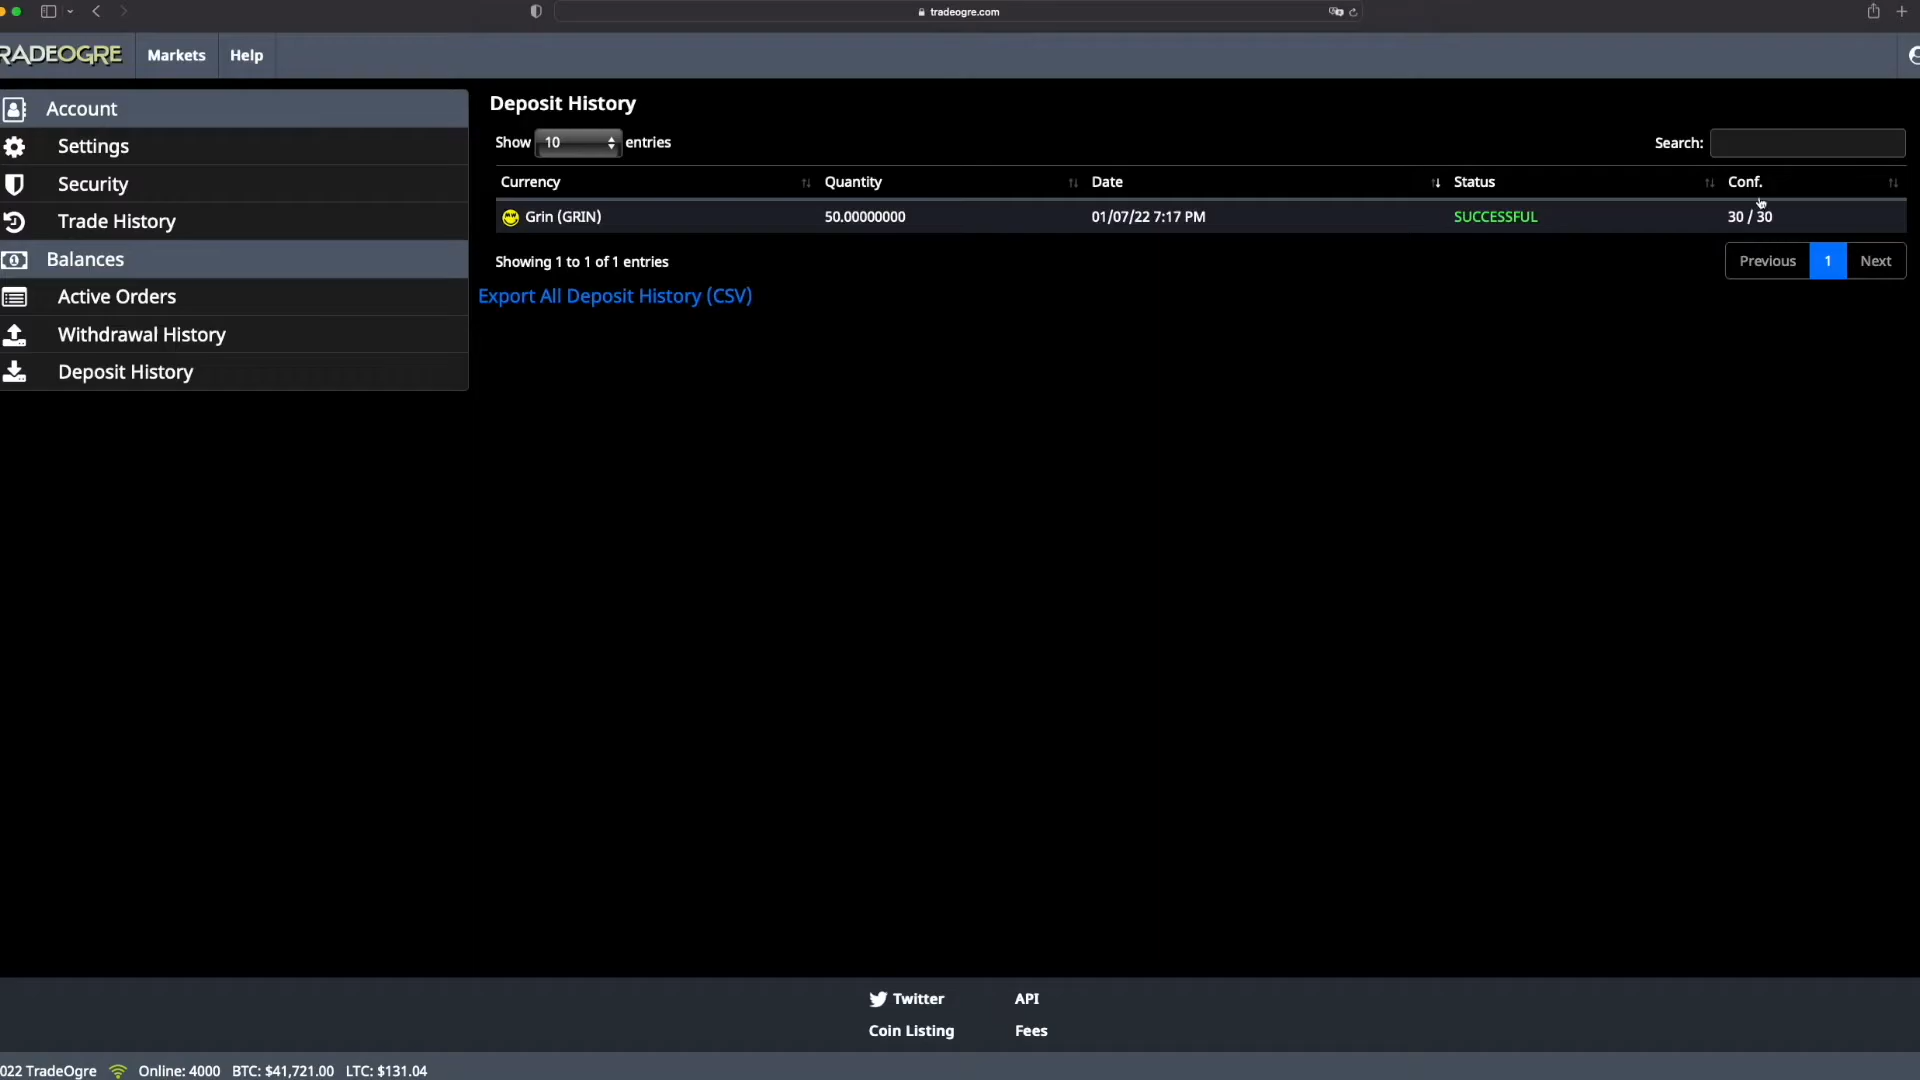 tradeogre.com
RADEOGRE Markets Help
Account
Settings
Security
Trade History
Balances
Active Orders
Withdrawal History
Deposit History
Deposit History
Show 10 entries
Search:
Currency Quantity Date Status Conf.
Grin (GRIN) 50.00000000 01/07/22 7:17 PM SUCCESSFUL 30 / 30
Showing 1 to 1 of 1 entries
Previous 1 Next
Export All Deposit History (CSV)
Twitter API
Coin Listing Fees
022 TradeOgre Online: 4000 BTC: $41,721.00 LTC: $131.04